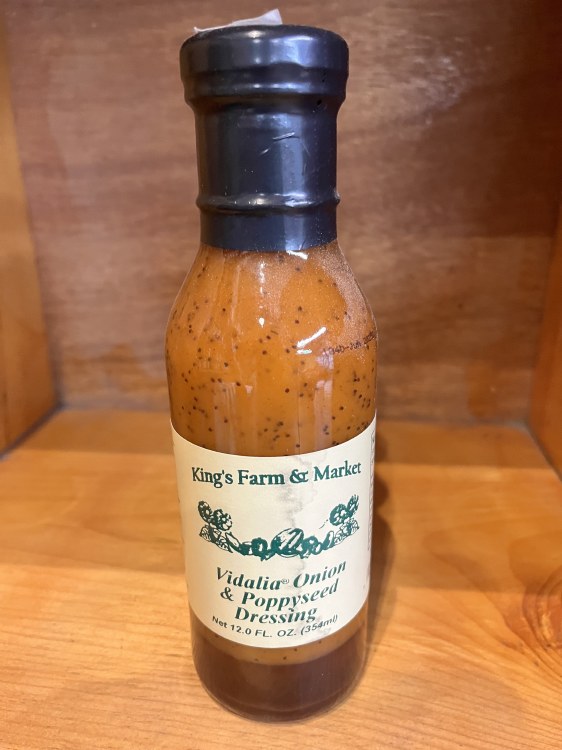 King's Farm & Market
Vidalia® Onion
& Poppyseed
Dressing
Net 12.0 FL. OZ. (354ml)